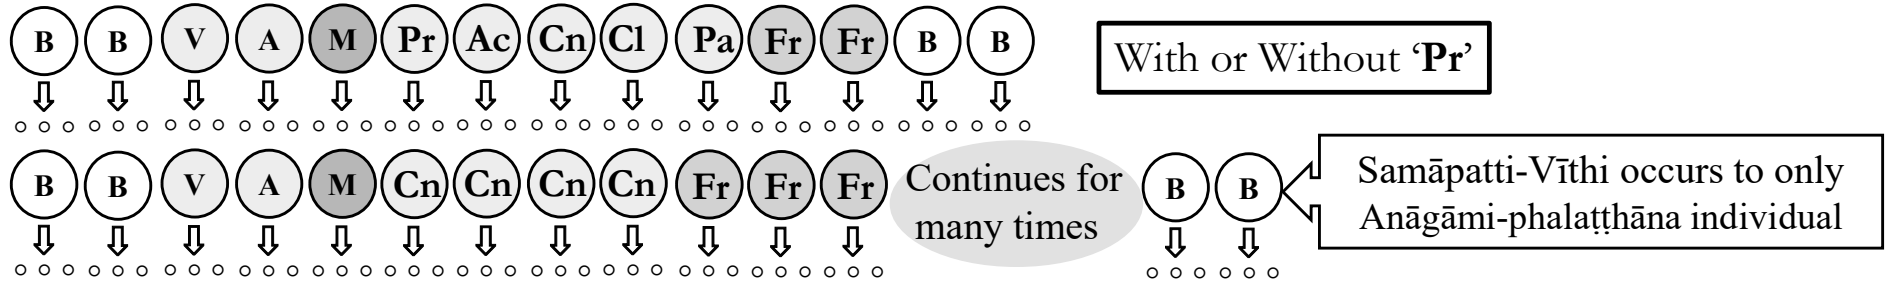 B B V A M Pr Ac Cn Cl Pa Fr Fr B B
With or Without ‘Pr’
B B V A M Cn Cn Cn Cn Fr Fr Fr
Continues for
many times
B B
Samāpatti-Vīthi occurs to only
Anāgāmi-phalaṭṭhāna individual